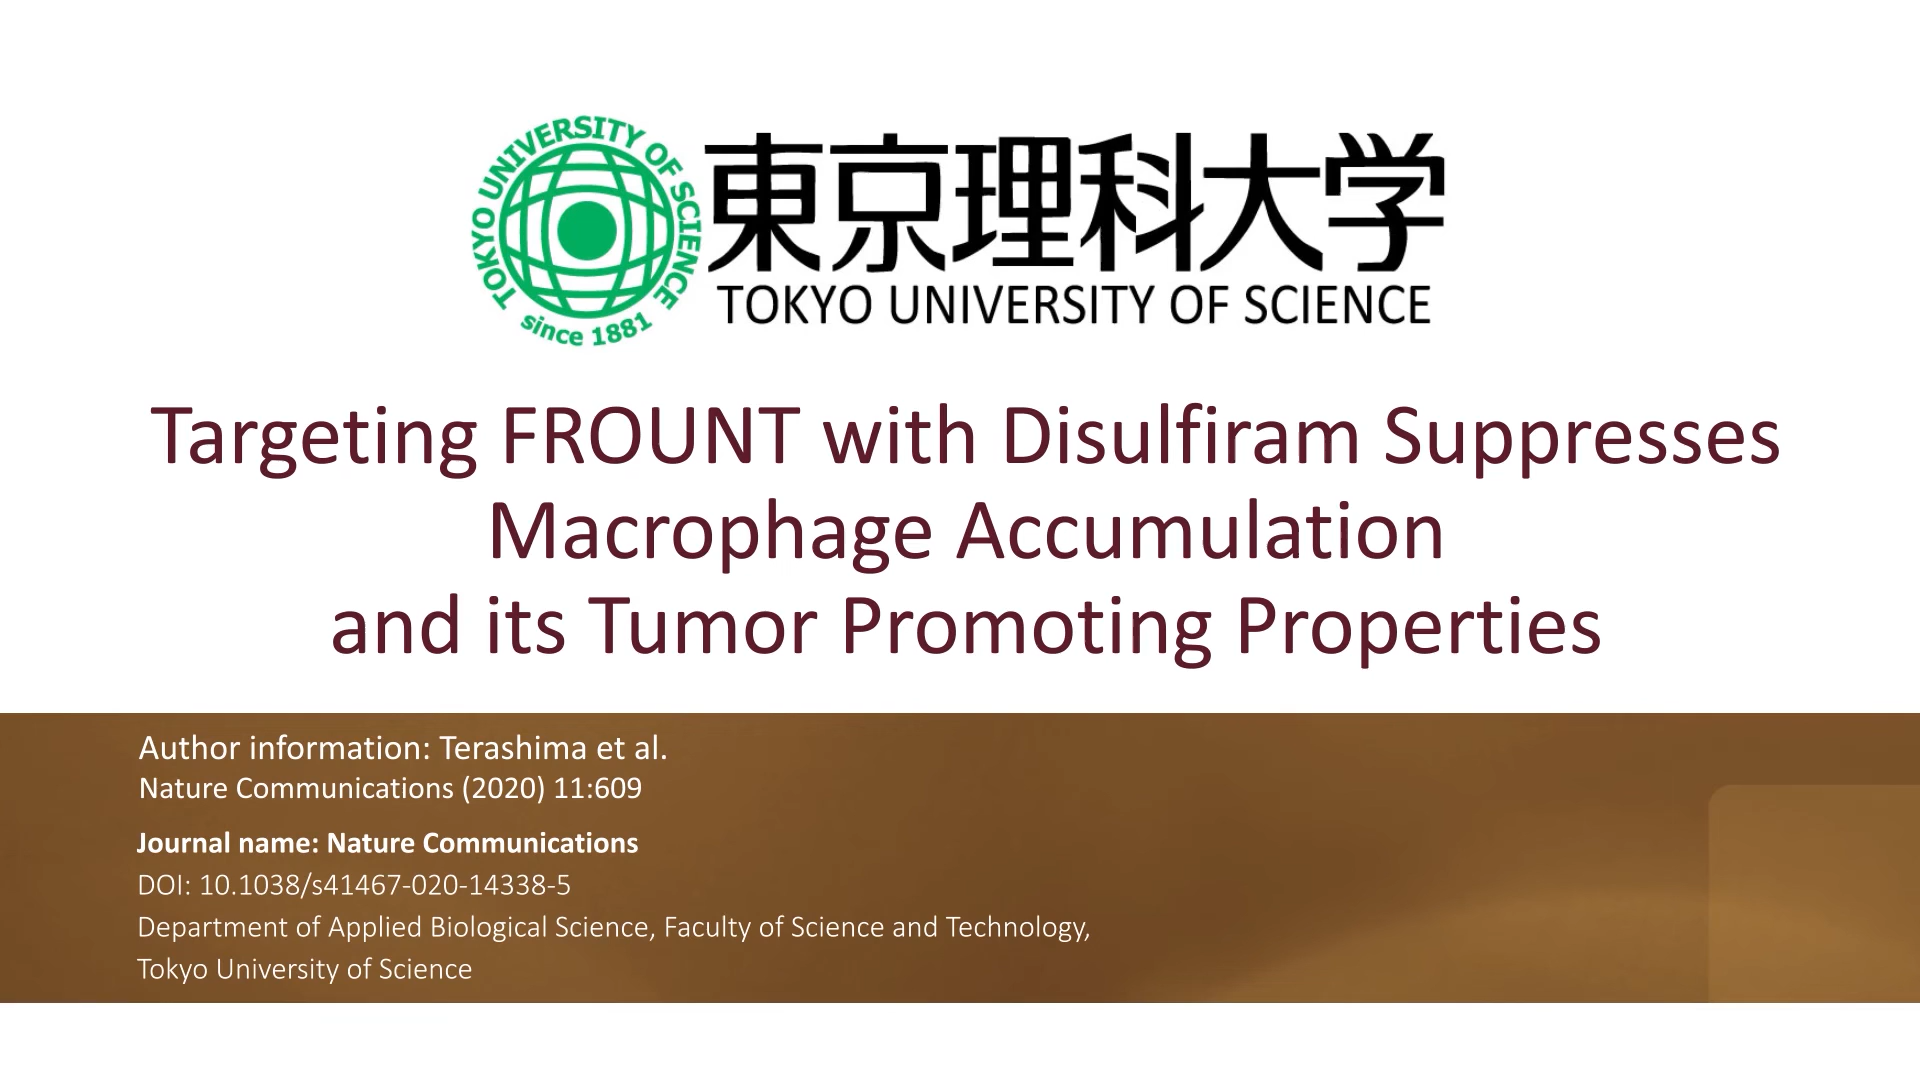 TOKYO UNIVERSITY OF SCIENCE
since 1881
東京理科大学
TOKYO UNIVERSITY OF SCIENCE
Targeting FROUNT with Disulfiram Suppresses
Macrophage Accumulation
and its Tumor Promoting Properties
Author information: Terashima et al.
Nature Communications (2020) 11:609
Journal name: Nature Communications
DOI: 10.1038/s41467-020-14338-5
Department of Applied Biological Science, Faculty of Science and Technology,
Tokyo University of Science